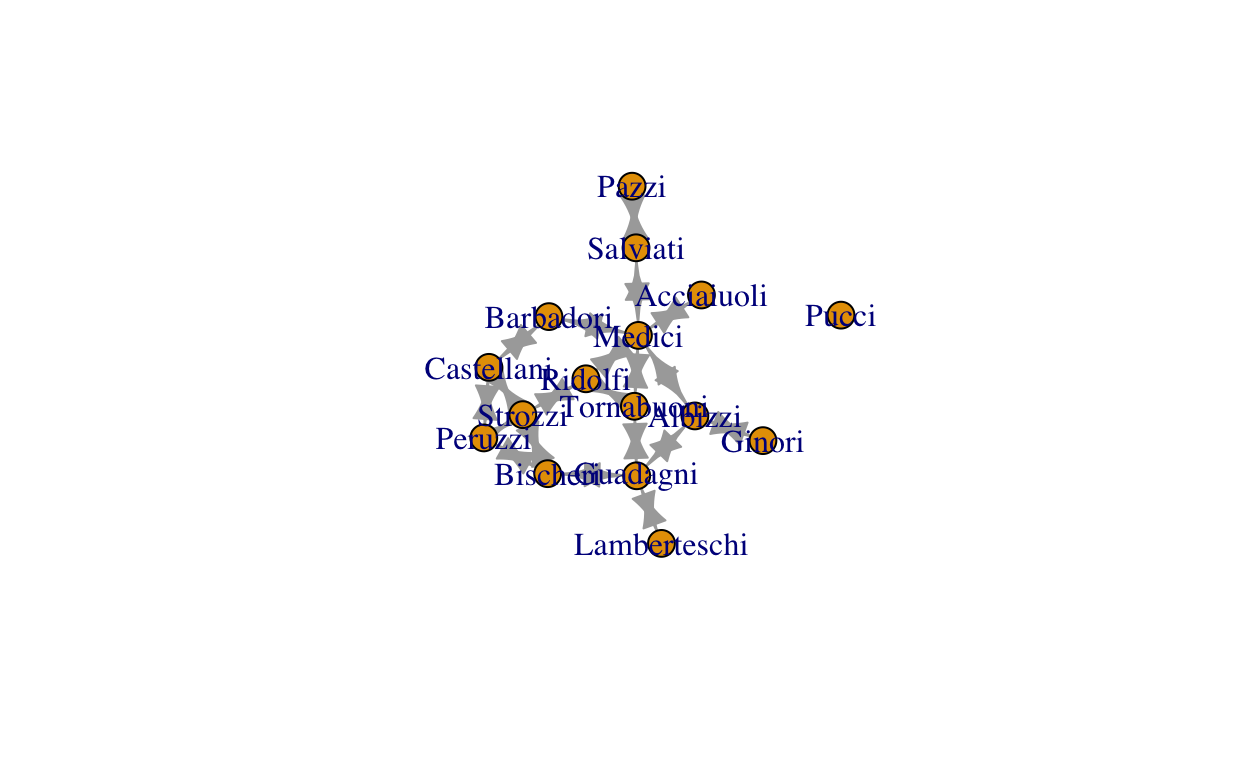 Pazzi
Salviati
Acciaiuoli
Pucci
Barbadori
Medici
Castellani
Ridolfi
Tornabuoni
Strozzi
Albizzi
Peruzzi
Ginori
Bischeri
Guadagni
Lamberteschi